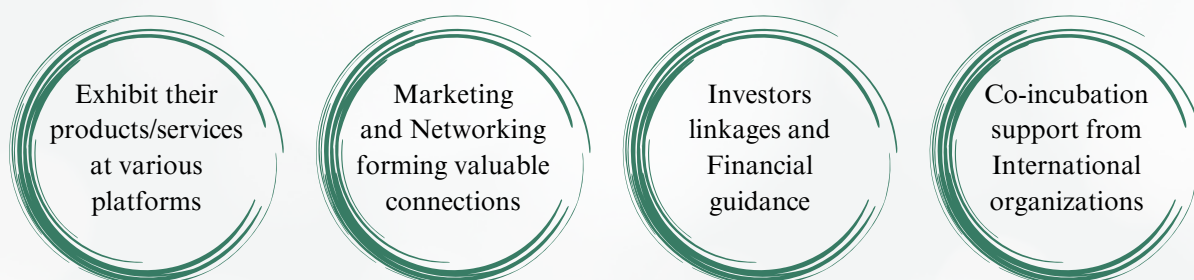 Exhibit their
products/services
at various
platforms
Marketing
and Networking
forming valuable
connections
Investors
linkages and
Financial
guidance
Co-incubation
support from
International
organizations